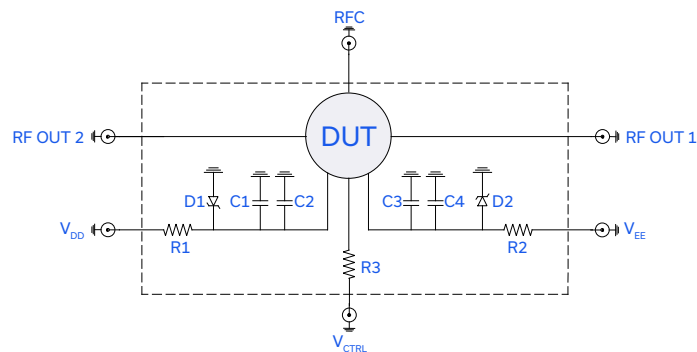 RFC
RF OUT 2
DUT
RF OUT 1
D1
C1
C2
C3
C4
D2
VDD
R1
R2
VEE
R3
VCTRL